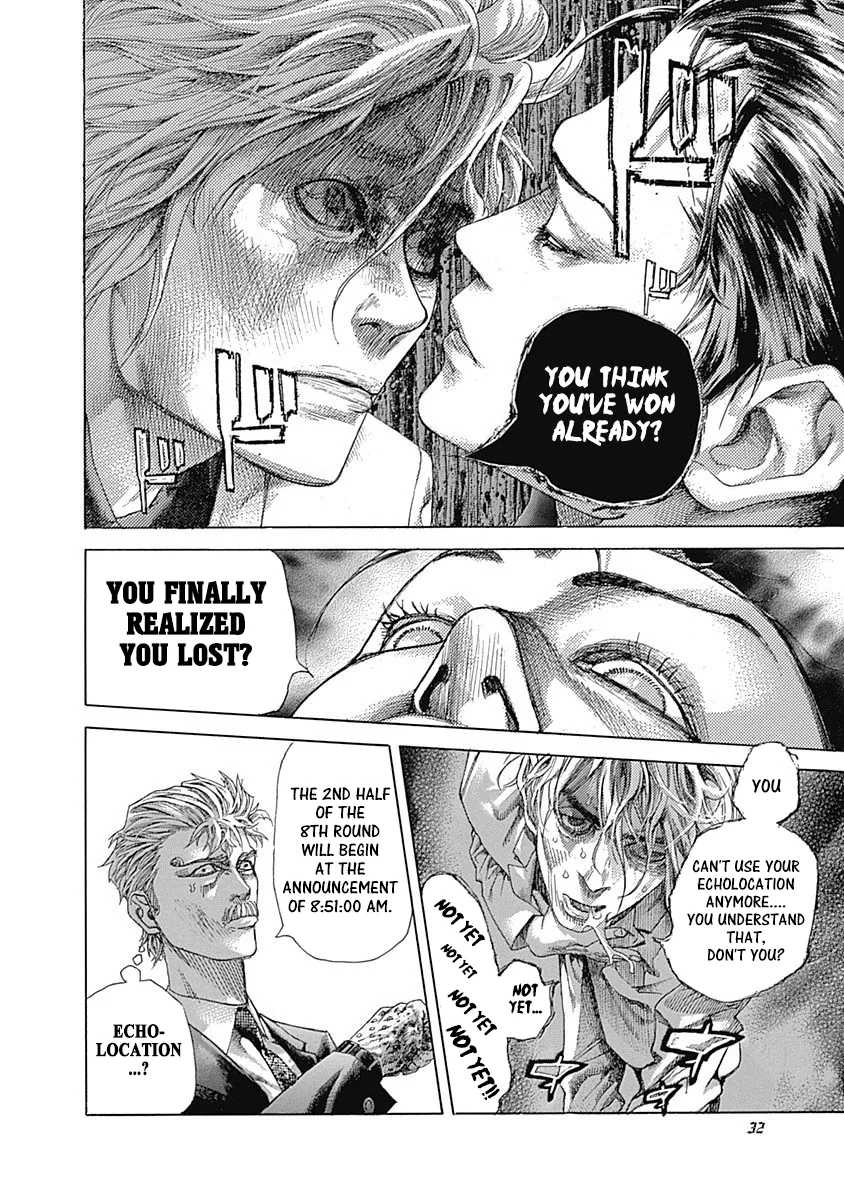 YOU THINK
YOU'VE WON
ALREADY?
YOU FINALLY
REALIZED
YOU LOST?
THE 2ND HALF
OF THE
8TH ROUND
WILL BEGIN
AT THE
ANNOUNCEMENT
OF 8:51:00 AM.
ECHO-
LOCATION
...?
YOU
CAN'T USE YOUR
ECHOLOCATION
ANYMORE....
YOU UNDERSTAND
THAT,
DON'T YOU?
NOT
YET...
NOT YET
NOT YET
NOT YET
NOT YET!!
32